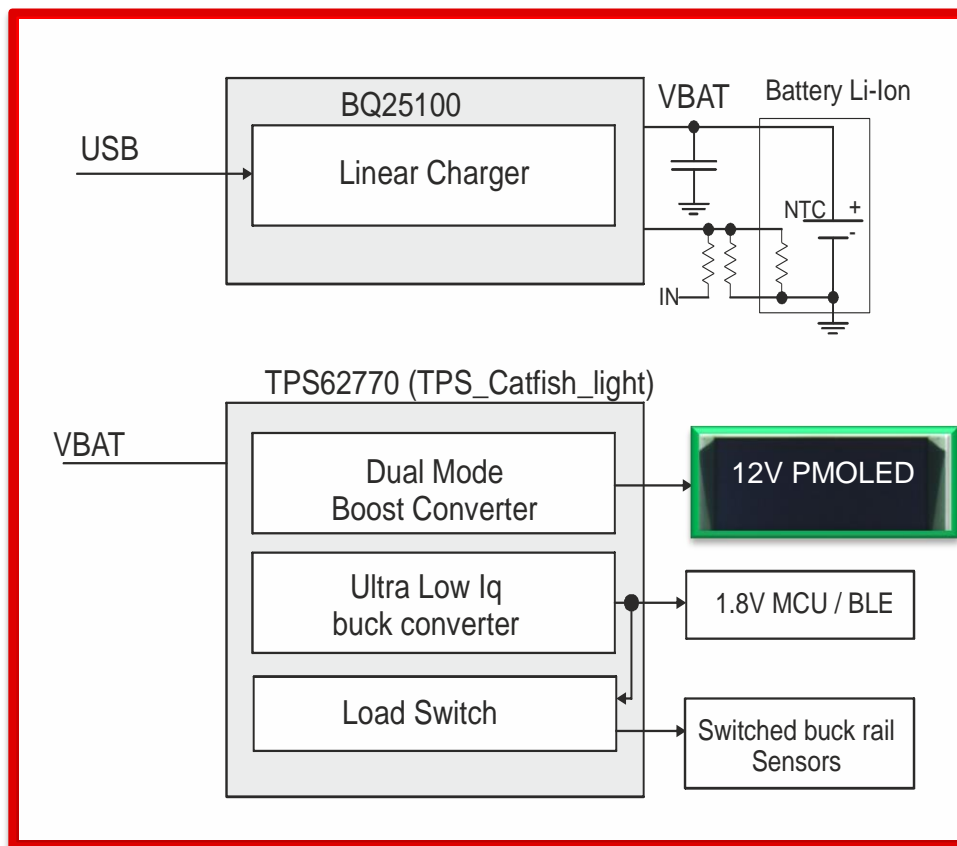 BQ25100
VBAT
Battery Li-Ion
USB
Linear Charger
NTC
+
-
IN
TPS62770 (TPS_Catfish_light)
VBAT
Dual Mode
Boost Converter
12V PMOLED
Ultra Low Iq
buck converter
1.8V MCU / BLE
Load Switch
Switched buck rail
Sensors